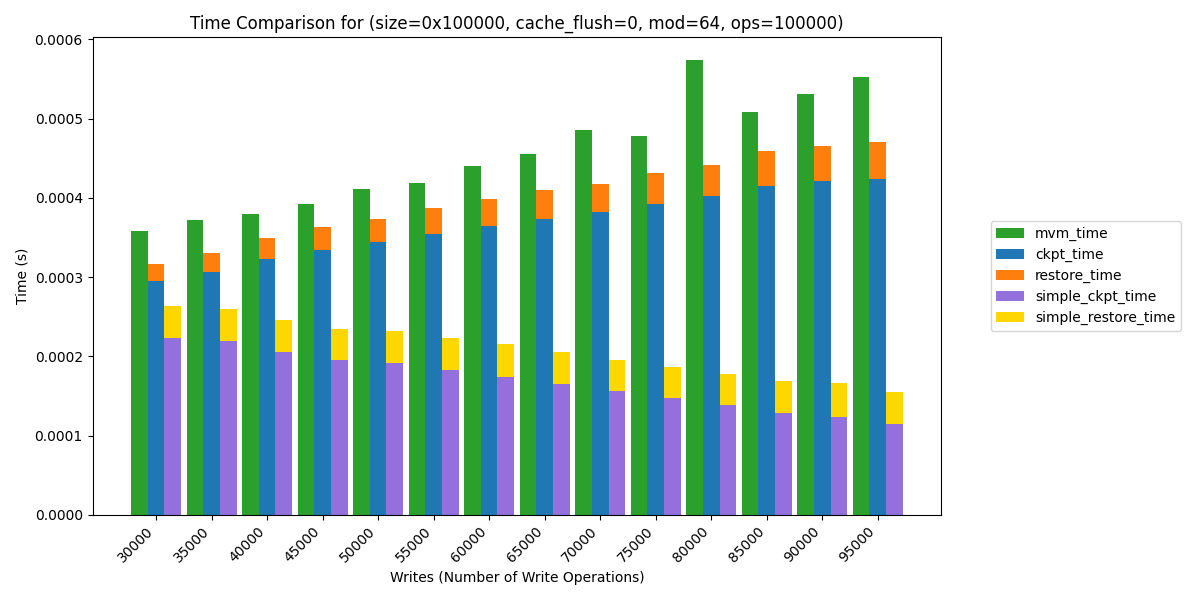 Time Comparison for (size=0x100000, cache_flush=0, mod=64, ops=100000)
0.0006
0.0005
0.0004
0.0003
0.0002
0.0001
0.0000
Time (s)
30000
35000
40000
45000
50000
55000
60000
65000
70000
75000
80000
85000
90000
95000
Writes (Number of Write Operations)
mvm_time
ckpt_time
restore_time
simple_ckpt_time
simple_restore_time